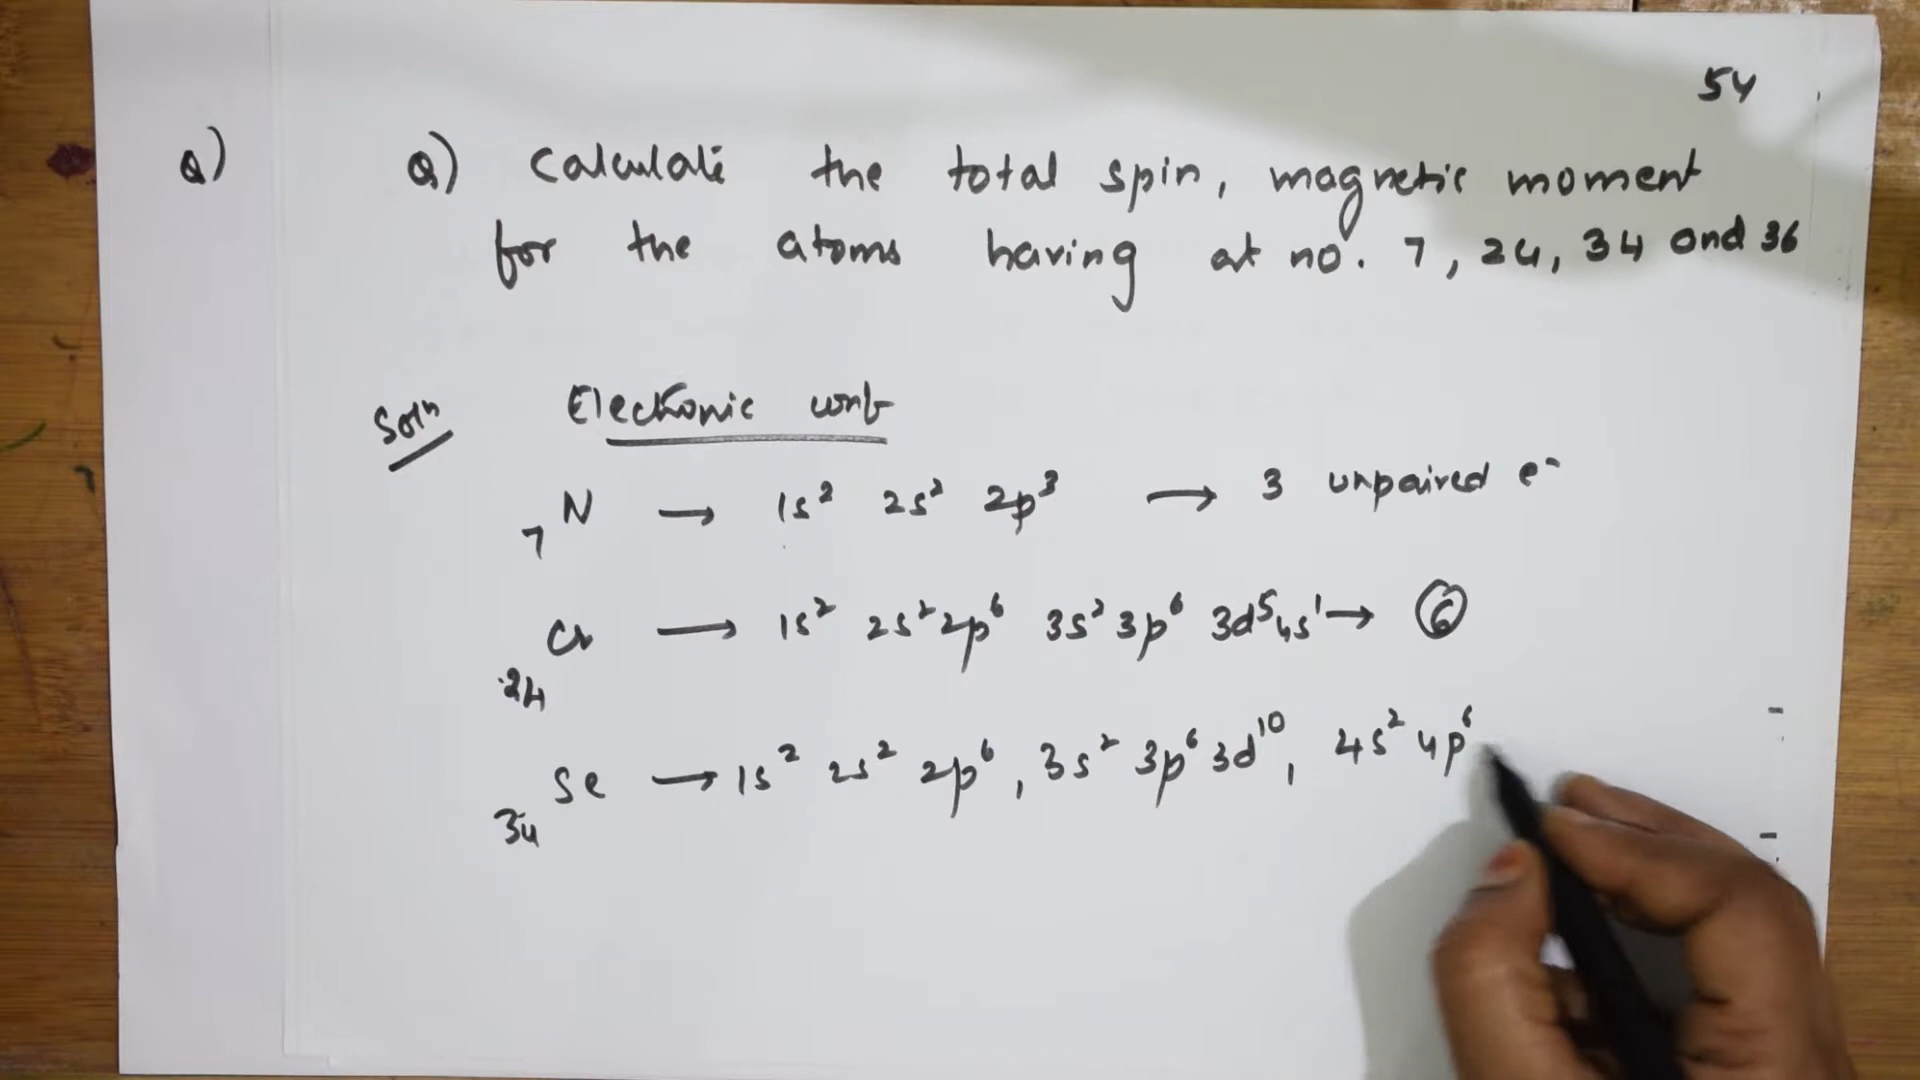 54
Q) Q) Calculate the total spin, magnetic moment
for the atoms having at no. 7, 24, 34 and 36
Soln Electronic conf
7N → 1s² 2s² 2p³ → 3 unpaired e⁻
24Cr → 1s² 2s² 2p⁶ 3s² 3p⁶ 3d⁵ 4s¹ → 6
34Se → 1s² 2s² 2p⁶, 3s² 3p⁶ 3d¹⁰, 4s² 4p⁶